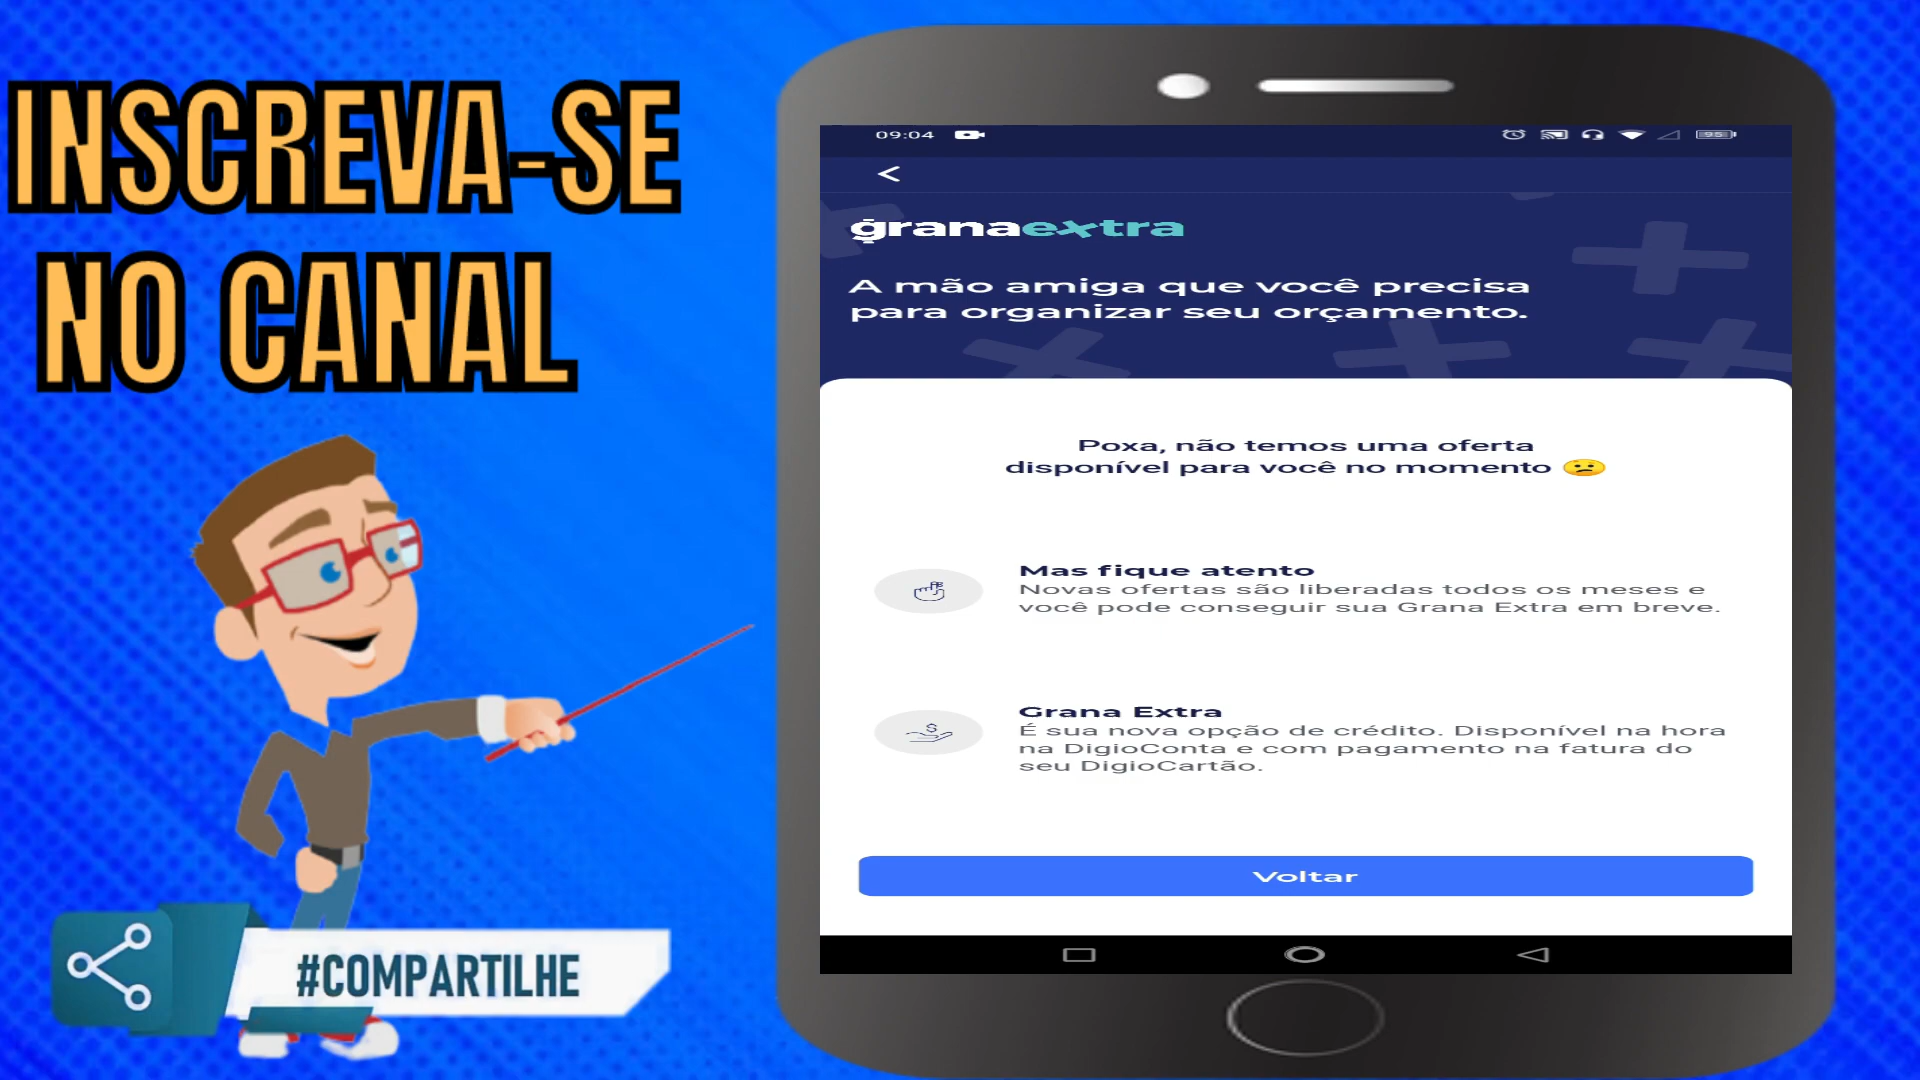 INSCREVA-SE
NO CANAL
#COMPARTILHE
09:04
95
granaextra
A mão amiga que você precisa
para organizar seu orçamento.
Poxa, não temos uma oferta
disponível para você no momento 😕
Mas fique atento
Novas ofertas são liberadas todos os meses e
você pode conseguir sua Grana Extra em breve.
Grana Extra
É sua nova opção de crédito. Disponível na hora
na DigioConta e com pagamento na fatura do
seu DigioCartão.
Voltar